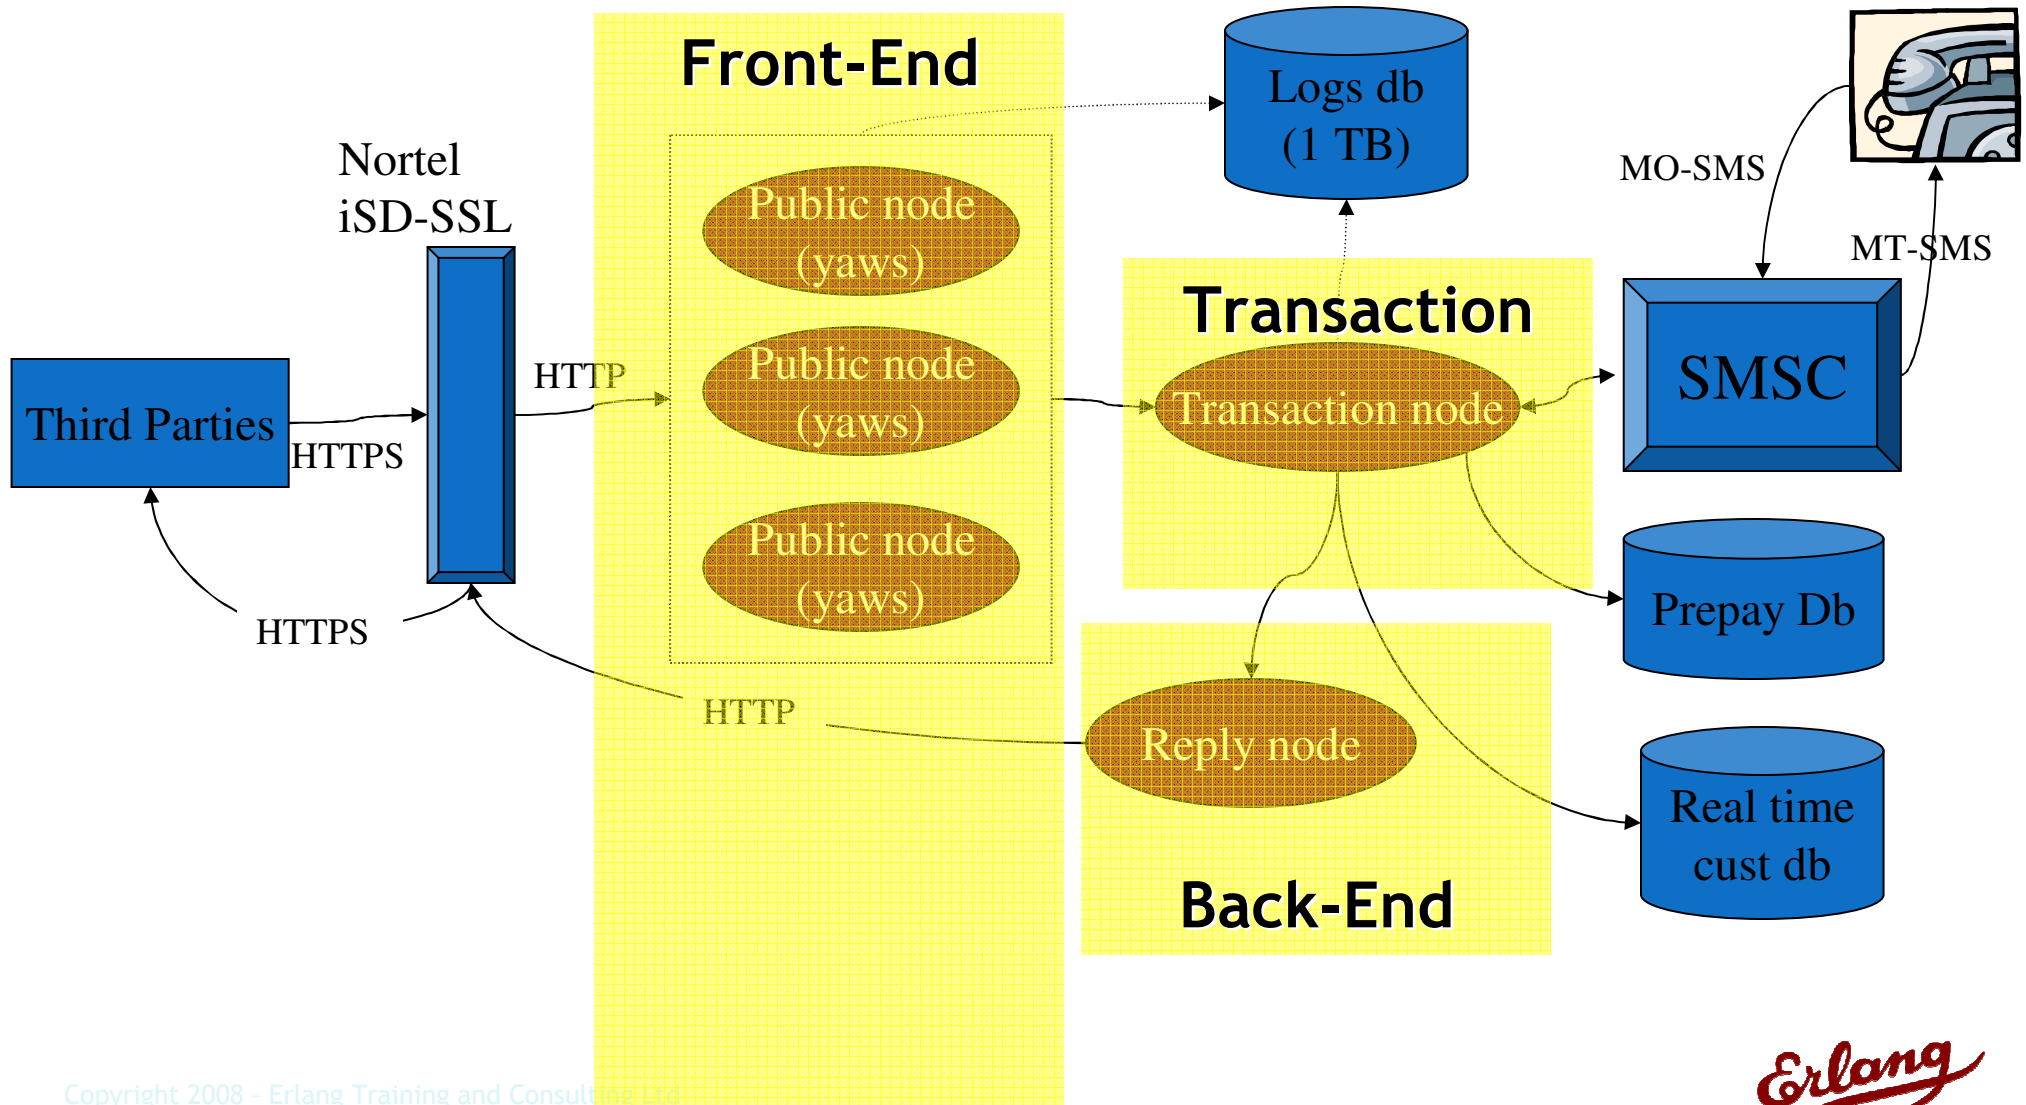 Front-End
Logs db
(1 TB)
Nortel
iSD-SSL
MO-SMS
Public node
(yaws)
MT-SMS
Transaction
HTTP
Public node
(yaws)
Transaction node
SMSC
Third Parties
HTTPS
Public node
(yaws)
Prepay Db
HTTPS
HTTP
Reply node
Real time
cust db
Back-End
Erlang
Copyright 2008 - Erlang Training and Consulting Ltd